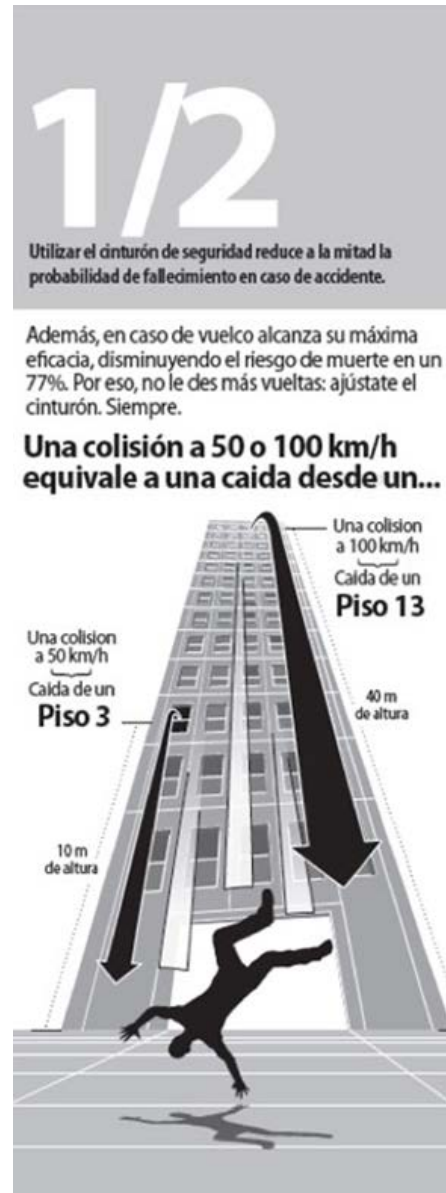 1/2
Utilizar el cinturón de seguridad reduce a la mitad la
probabilidad de fallecimiento en caso de accidente.
Además, en caso de vuelco alcanza su máxima
eficacia, disminuyendo el riesgo de muerte en un
77%. Por eso, no le des más vueltas: ajústate el
cinturón. Siempre.
Una colisión a 50 o 100 km/h
equivale a una caida desde un...
Una colision
a 100 km/h
Caida de un
Piso 13
40 m
de altura
Una colision
a 50 km/h
Caida de un
Piso 3
10 m
de altura